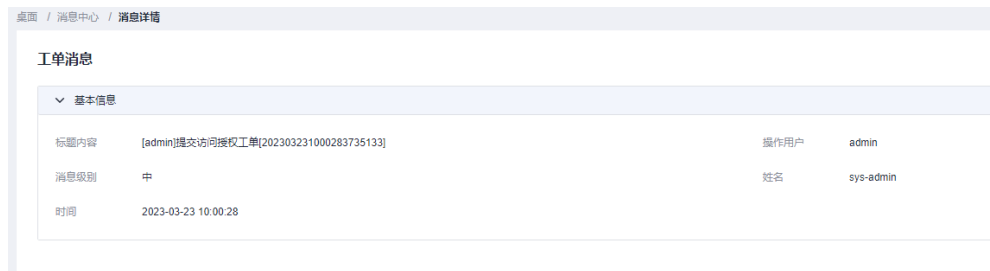 桌面 / 消息中心 / 消息详情
工单消息
基本信息
标题内容 [admin]提交访问授权工单[202303231000283735133] 操作用户 admin
消息级别 中 姓名 sys-admin
时间 2023-03-23 10:00:28